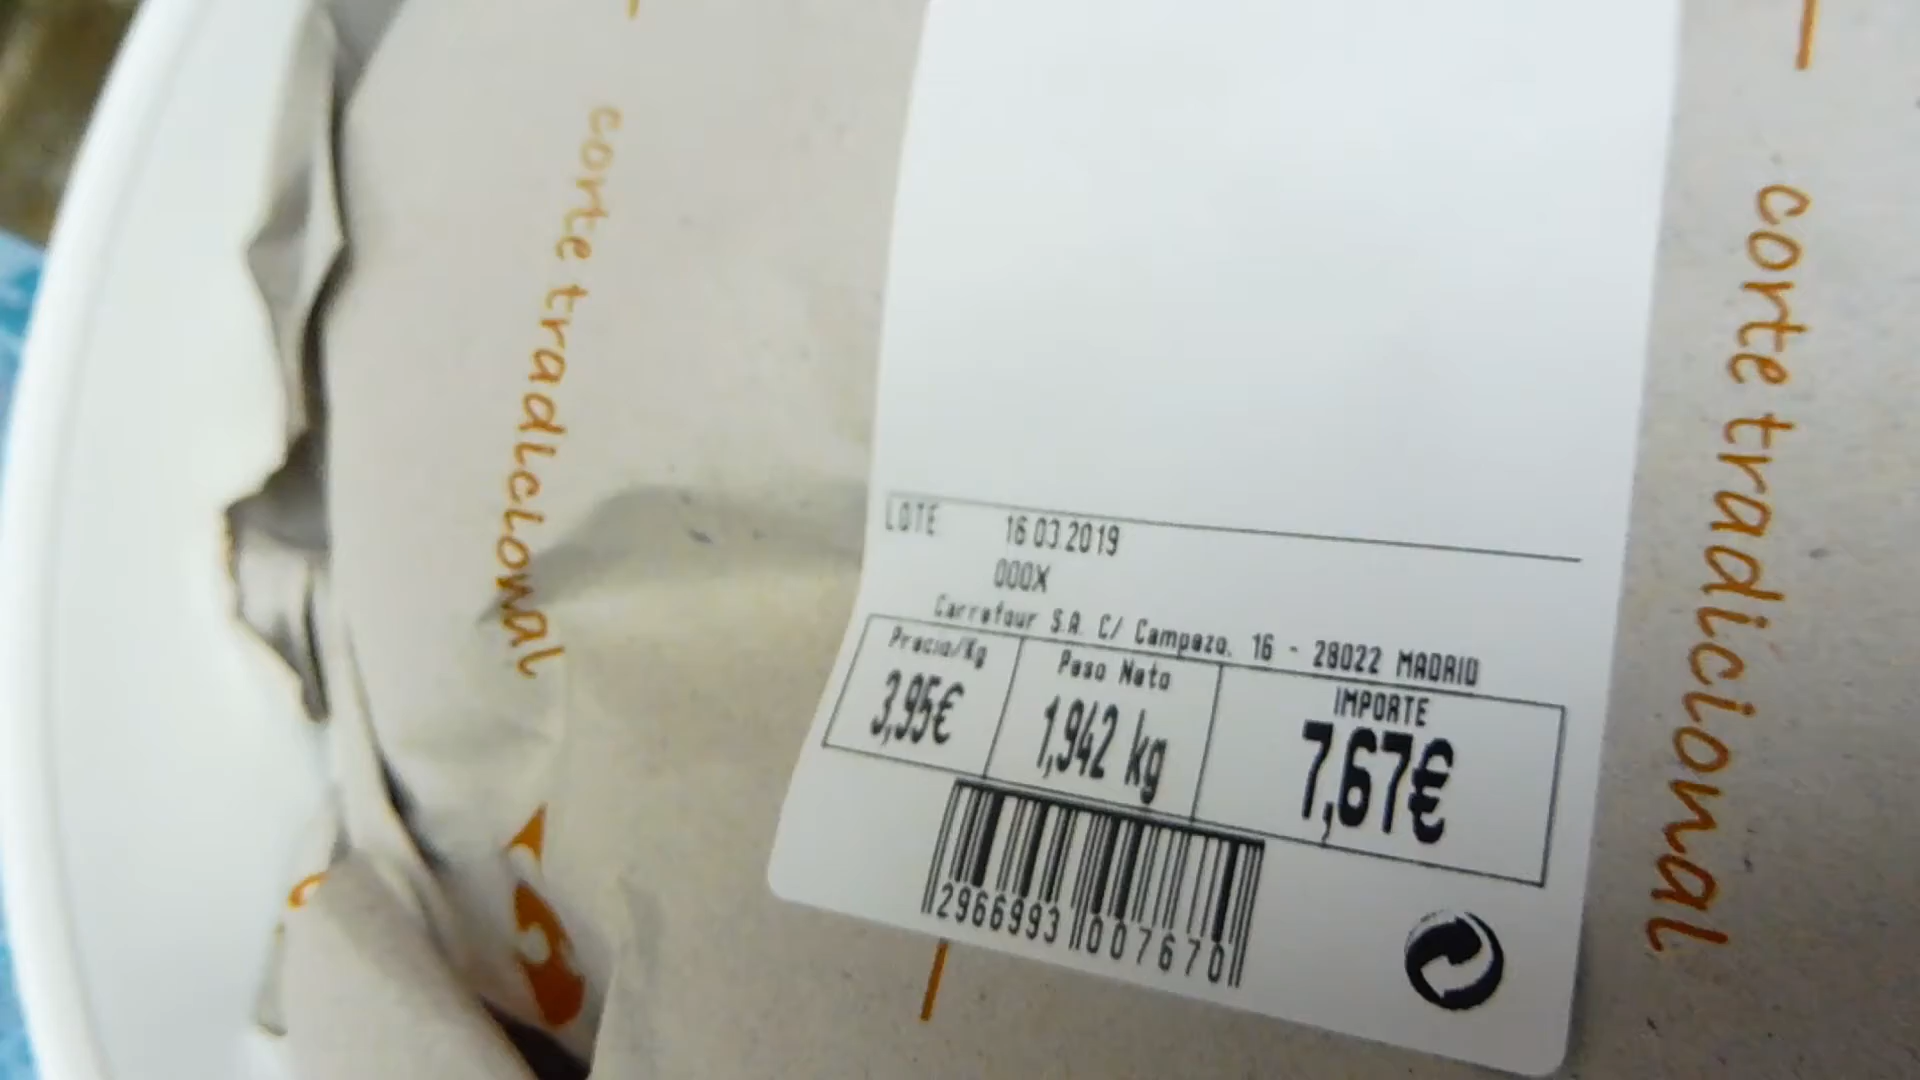 corte tradicional
corte tradicional
LOTE 16 03 2019
000X
Carrefour S.A. C/ Campezo, 16 - 28022 MADRID
Precio/Kg Peso Neto IMPORTE
3,95€ 1,942 kg 7,67€
2966993 007670